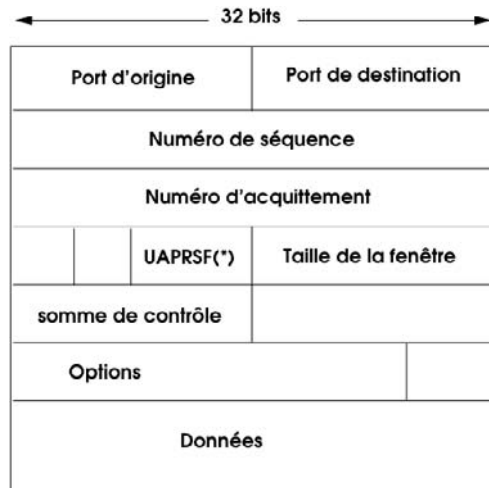 32 bits
Port d'origine
Port de destination
Numéro de séquence
Numéro d'acquittement
UAPRSF(*)
Taille de la fenêtre
somme de contrôle
Options
Données